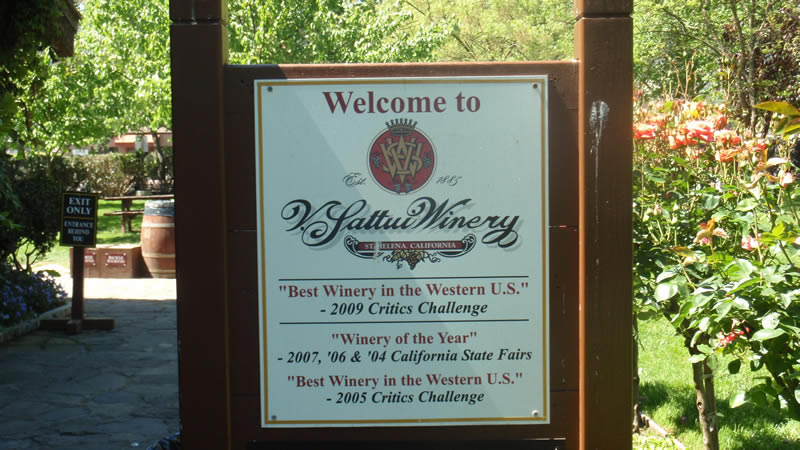 Welcome to
Est. 1885
V. Sattui Winery
ST. HELENA, CALIFORNIA
"Best Winery in the Western U.S."
- 2009 Critics Challenge
"Winery of the Year"
- 2007, '06 & '04 California State Fairs
"Best Winery in the Western U.S."
- 2005 Critics Challenge
EXIT
ONLY
ENTRANCE
BEHIND
YOU